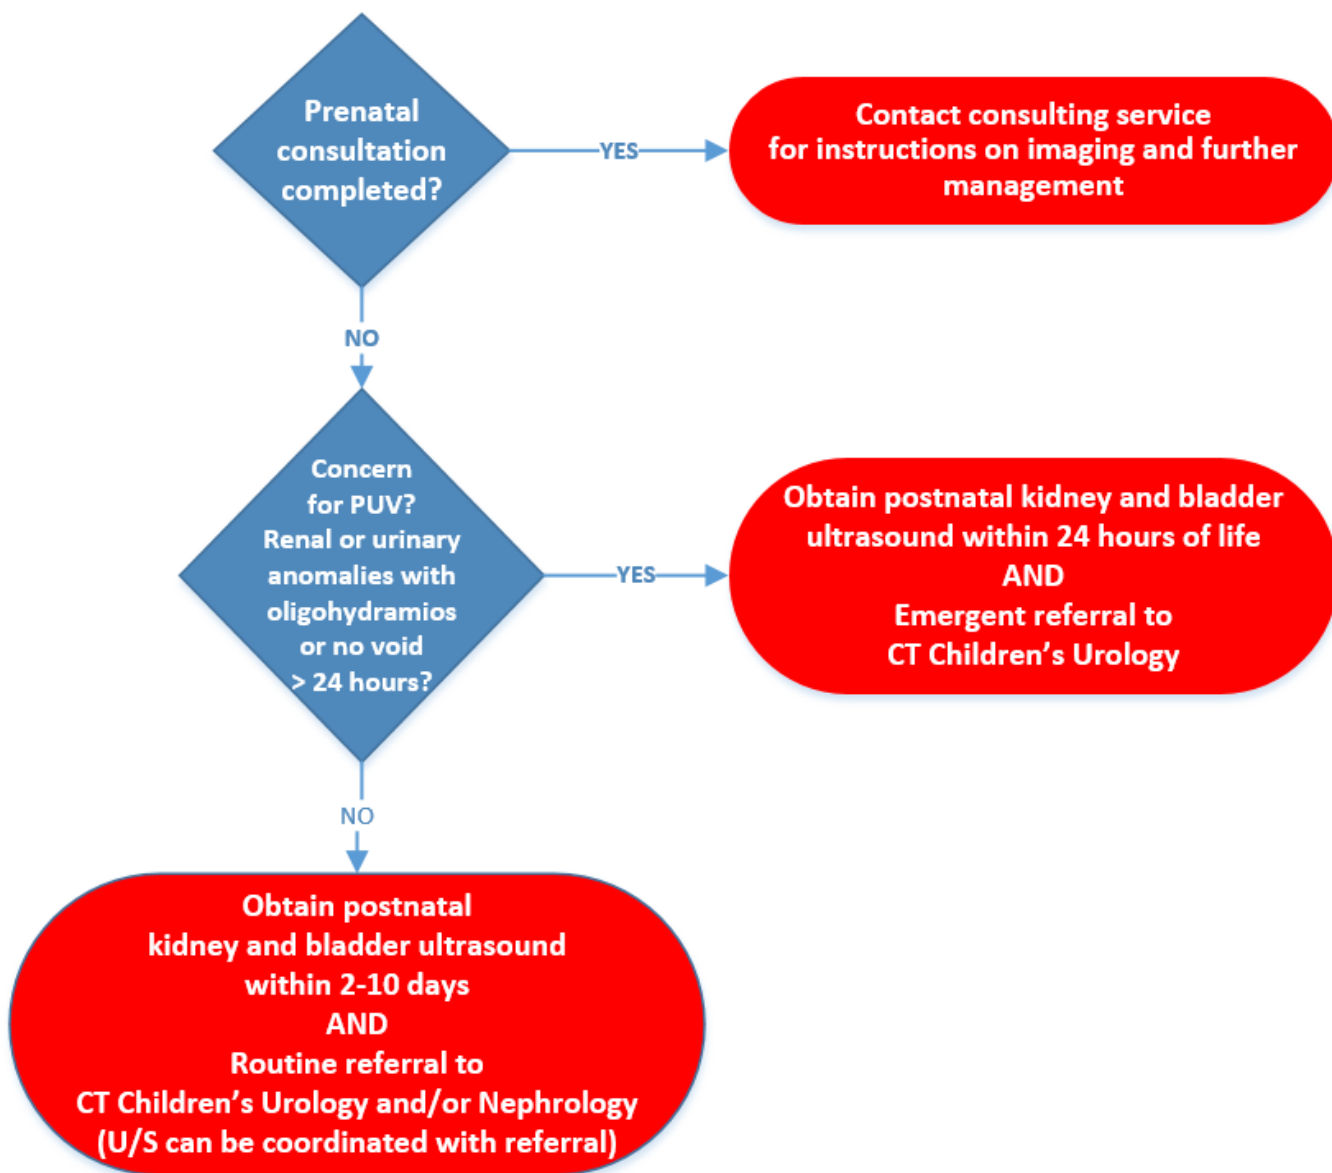 Prenatal
consultation
completed?
YES
Contact consulting service
for instructions on imaging and further
management
NO
Concern
for PUV?
Renal or urinary
anomalies with
oligohydramios
or no void
> 24 hours?
YES
Obtain postnatal kidney and bladder
ultrasound within 24 hours of life
AND
Emergent referral to
CT Children’s Urology
NO
Obtain postnatal
kidney and bladder ultrasound
within 2-10 days
AND
Routine referral to
CT Children’s Urology and/or Nephrology
(U/S can be coordinated with referral)